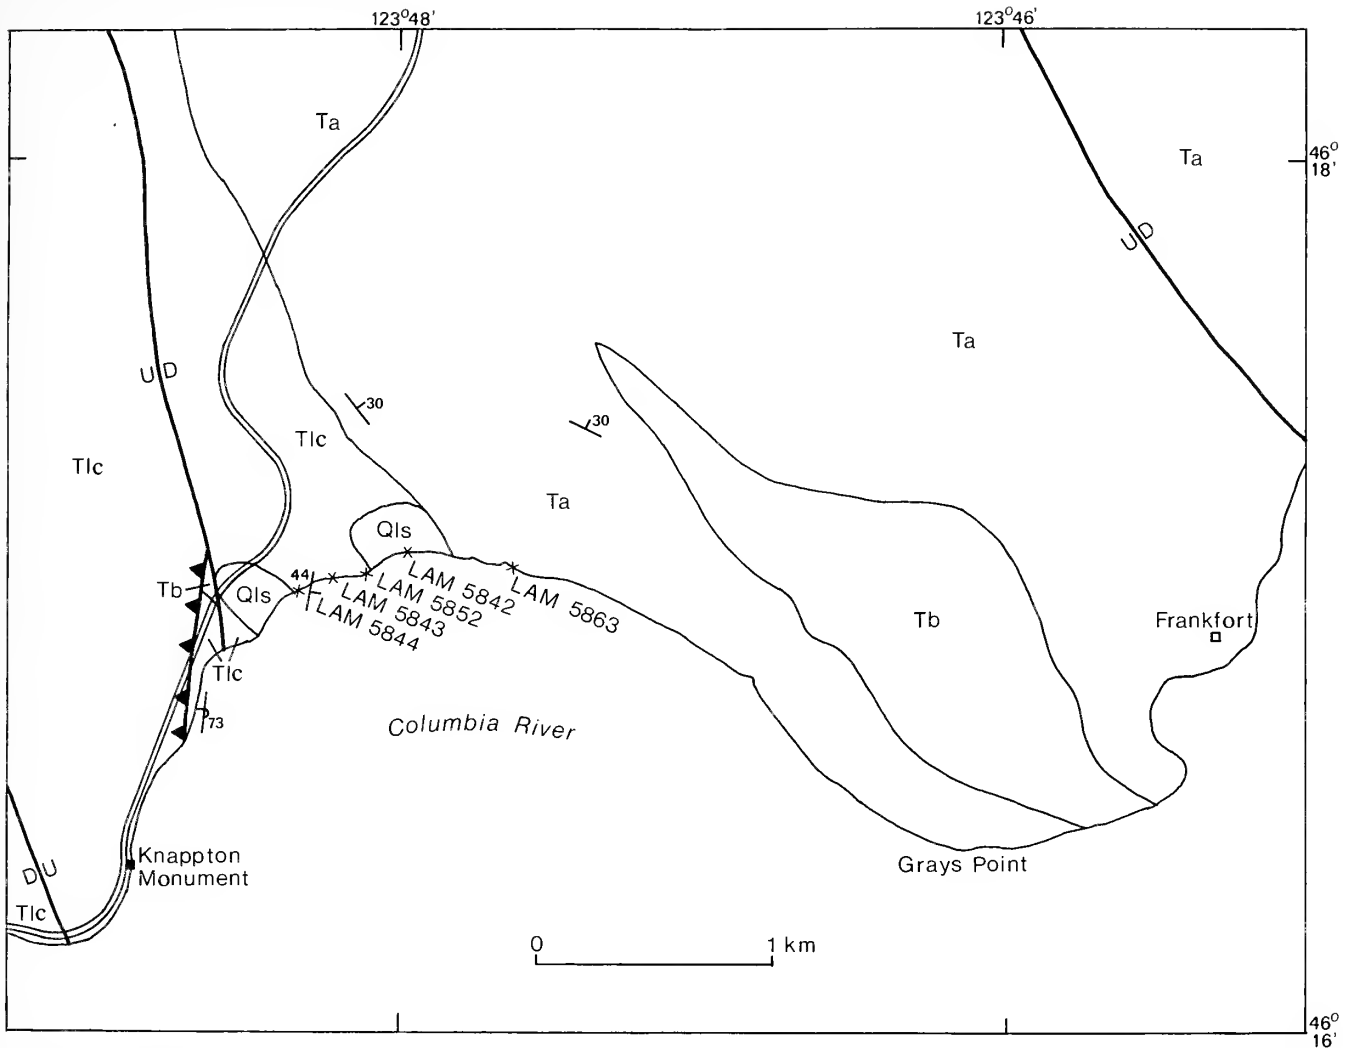 123°48'
123°46'
Ta
Ta
46°
18'
U D
Ta
U D
30
30
Tlc
Tlc
Ta
Qls
44
Tb
Qls
LAM 5842
LAM 5863
LAM 5852
LAM 5843
LAM 5844
Tb
Frankfort
Tlc
73
Columbia River
Knappton
Monument
Grays Point
D U
Tlc
0
1 km
46°
16'